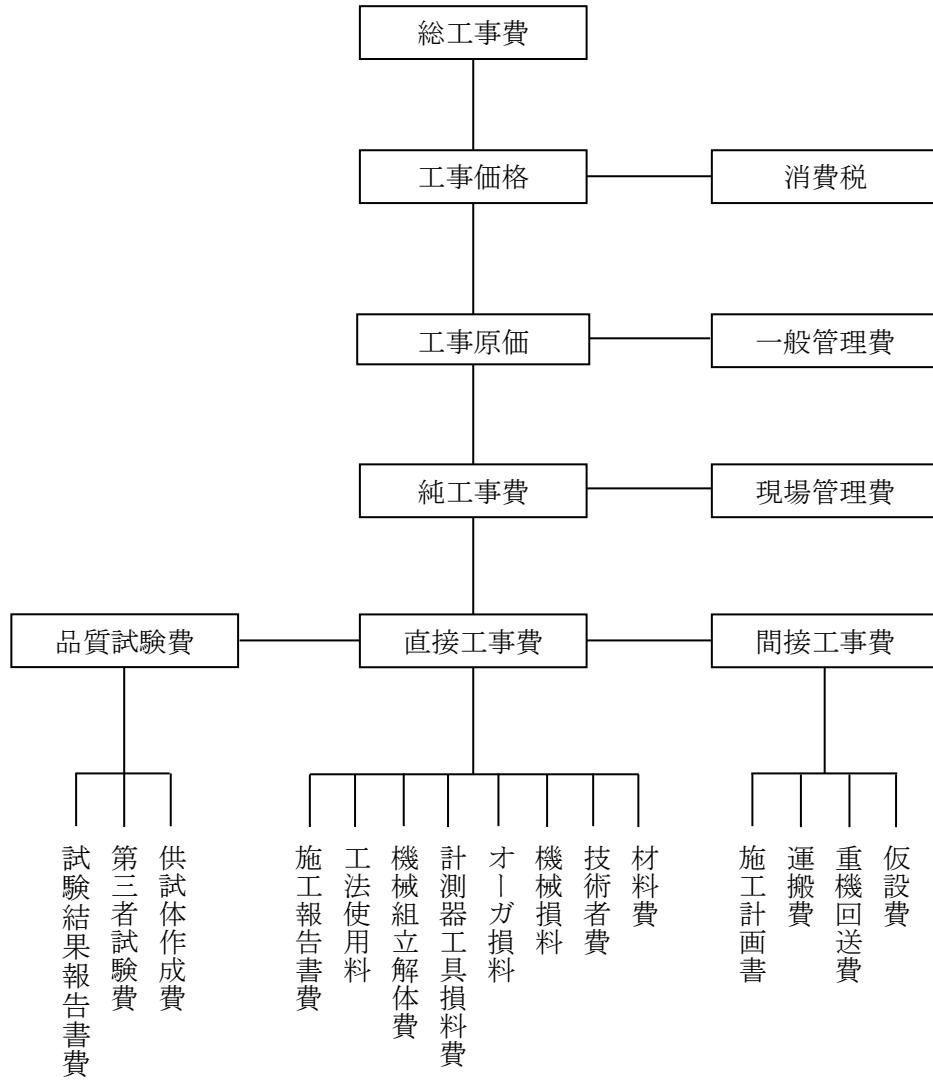 総工事費
工事価格
消費税
工事原価
一般管理費
純工事費
現場管理費
品質試験費
直接工事費
間接工事費
試験結果報告書費
第三者試験費
供試体作成費
施工報告書費
工法使用料
機械組立解体費
計測器工具損料費
オーガ損料
機械損料
技術者費
材料費
施工計画書
運搬費
重機回送費
仮設費